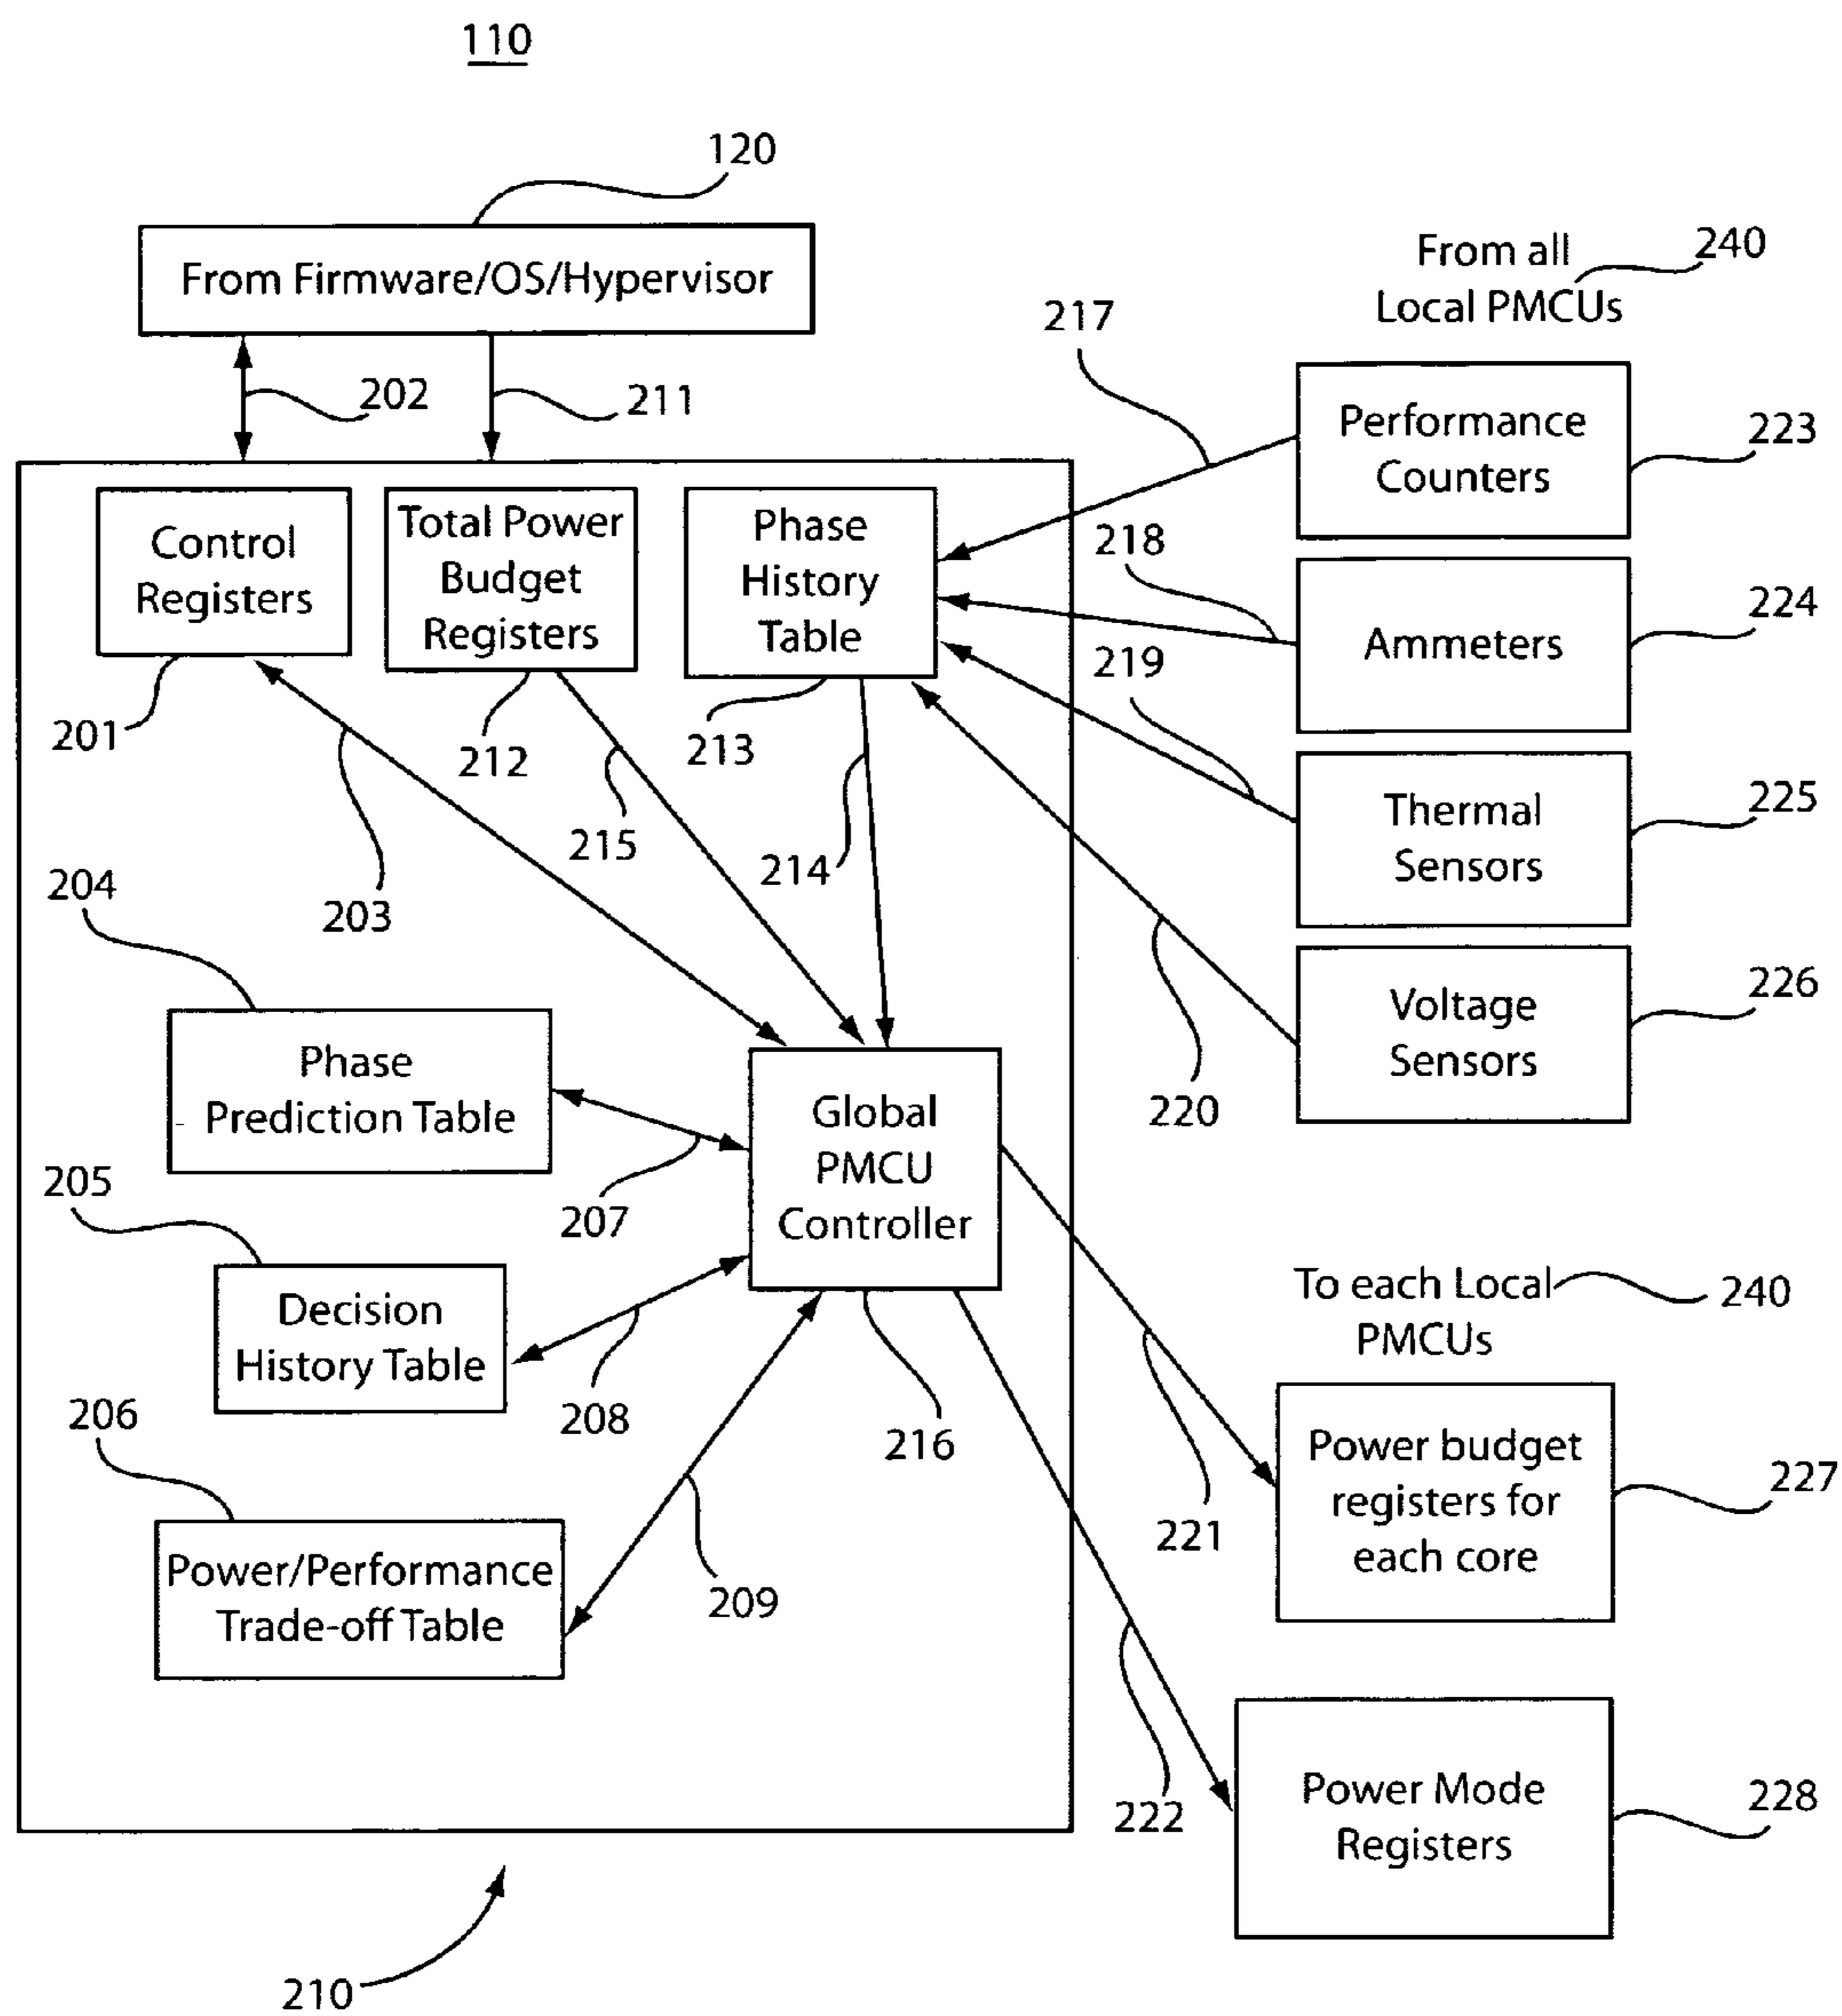 110
120
From Firmware/OS/Hypervisor
202
211
From all
Local PMCUs
240
217
Performance
Counters
223
218
Ammeters
224
219
Thermal
Sensors
225
220
Voltage
Sensors
226
Control
Registers
201
Total Power
Budget
Registers
212
Phase
History
Table
213
203
215
214
204
Phase
Prediction Table
207
Global
PMCU
Controller
216
205
Decision
History Table
208
206
Power/Performance
Trade-off Table
209
To each Local
PMCUs
240
221
Power budget
registers for
each core
227
222
Power Mode
Registers
228
210